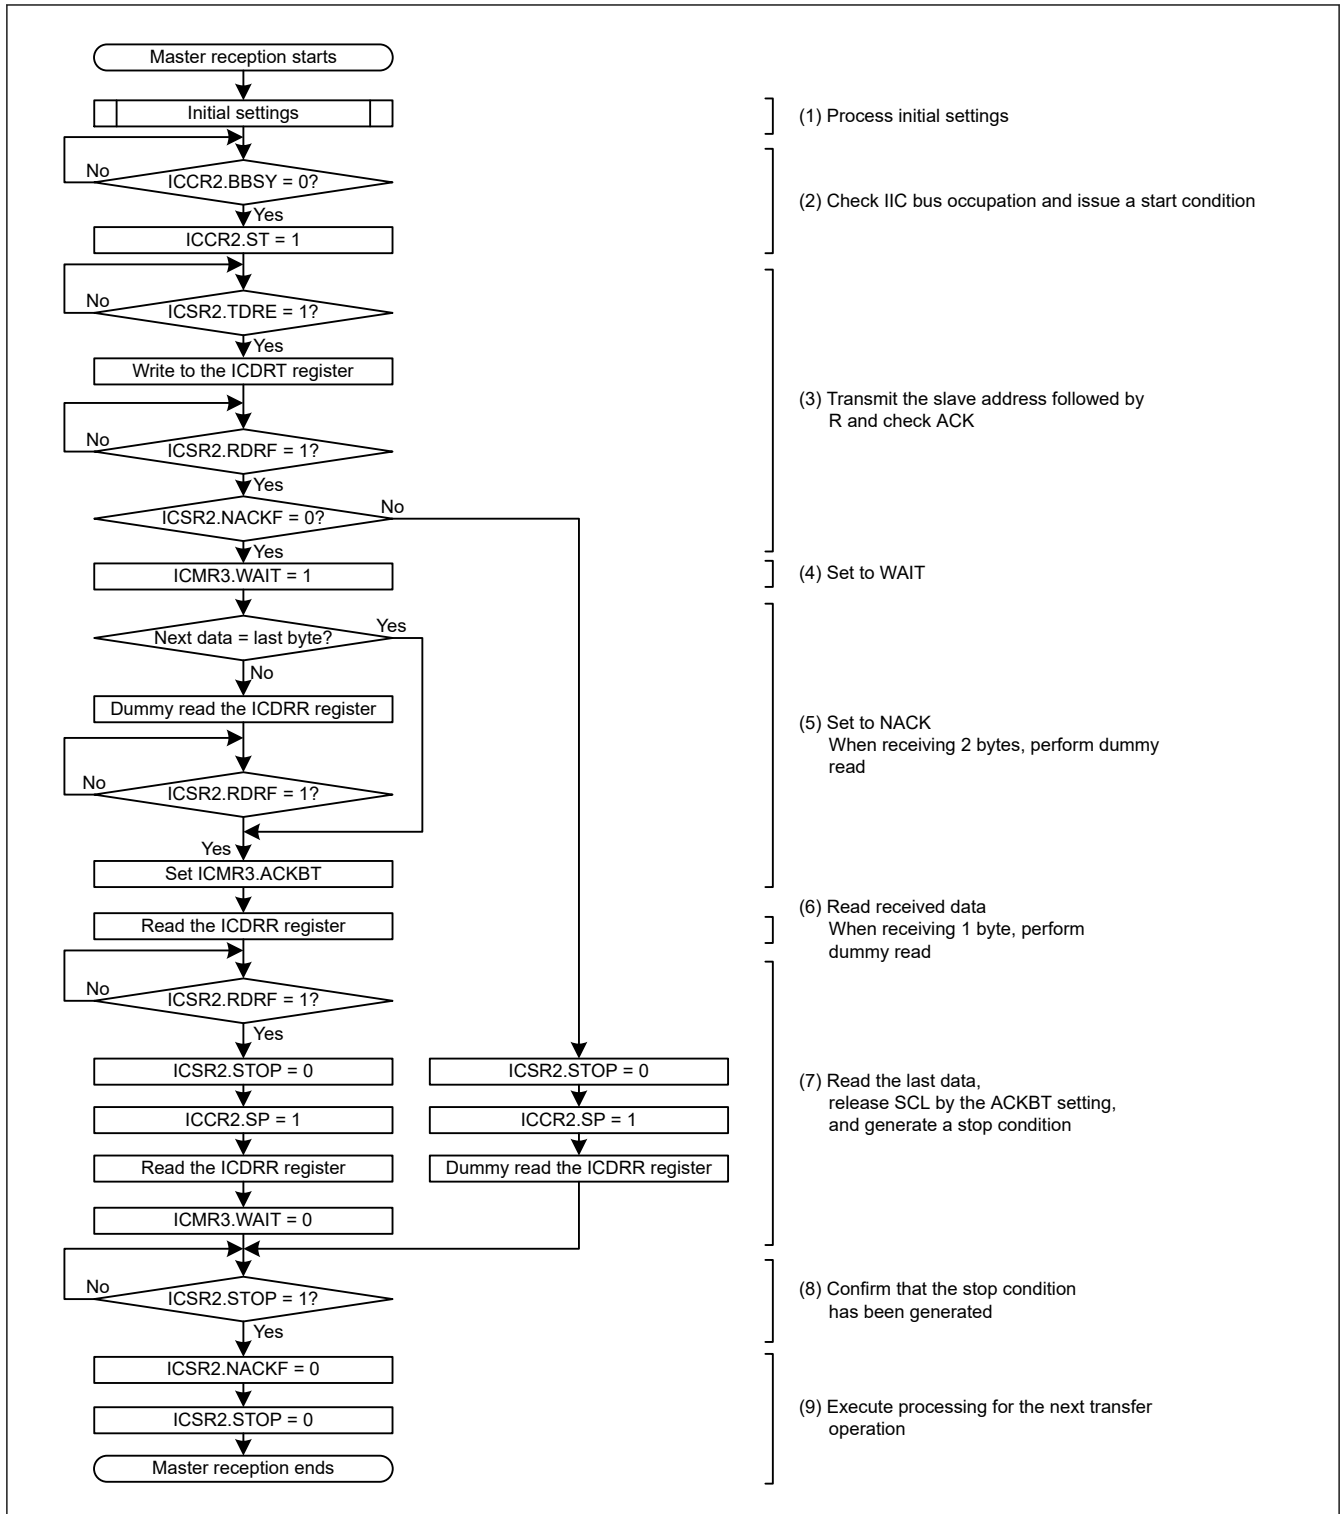 Master reception starts
Initial settings
(1) Process initial settings
No
ICCR2.BBSY = 0?
Yes
(2) Check IIC bus occupation and issue a start condition
ICCR2.ST = 1
No
ICSR2.TDRE = 1?
Yes
Write to the ICDRT register
(3) Transmit the slave address followed by
R and check ACK
No
ICSR2.RDRF = 1?
Yes
ICSR2.NACKF = 0?
No
Yes
ICMR3.WAIT = 1
(4) Set to WAIT
Next data = last byte?
Yes
No
Dummy read the ICDRR register
(5) Set to NACK
When receiving 2 bytes, perform dummy
read
No
ICSR2.RDRF = 1?
Yes
Set ICMR3.ACKBT
Read the ICDRR register
(6) Read received data
When receiving 1 byte, perform
dummy read
No
ICSR2.RDRF = 1?
Yes
ICSR2.STOP = 0
ICSR2.STOP = 0
(7) Read the last data,
release SCL by the ACKBT setting,
and generate a stop condition
ICCR2.SP = 1
ICCR2.SP = 1
Read the ICDRR register
Dummy read the ICDRR register
ICMR3.WAIT = 0
No
ICSR2.STOP = 1?
Yes
(8) Confirm that the stop condition
has been generated
ICSR2.NACKF = 0
ICSR2.STOP = 0
(9) Execute processing for the next transfer
operation
Master reception ends